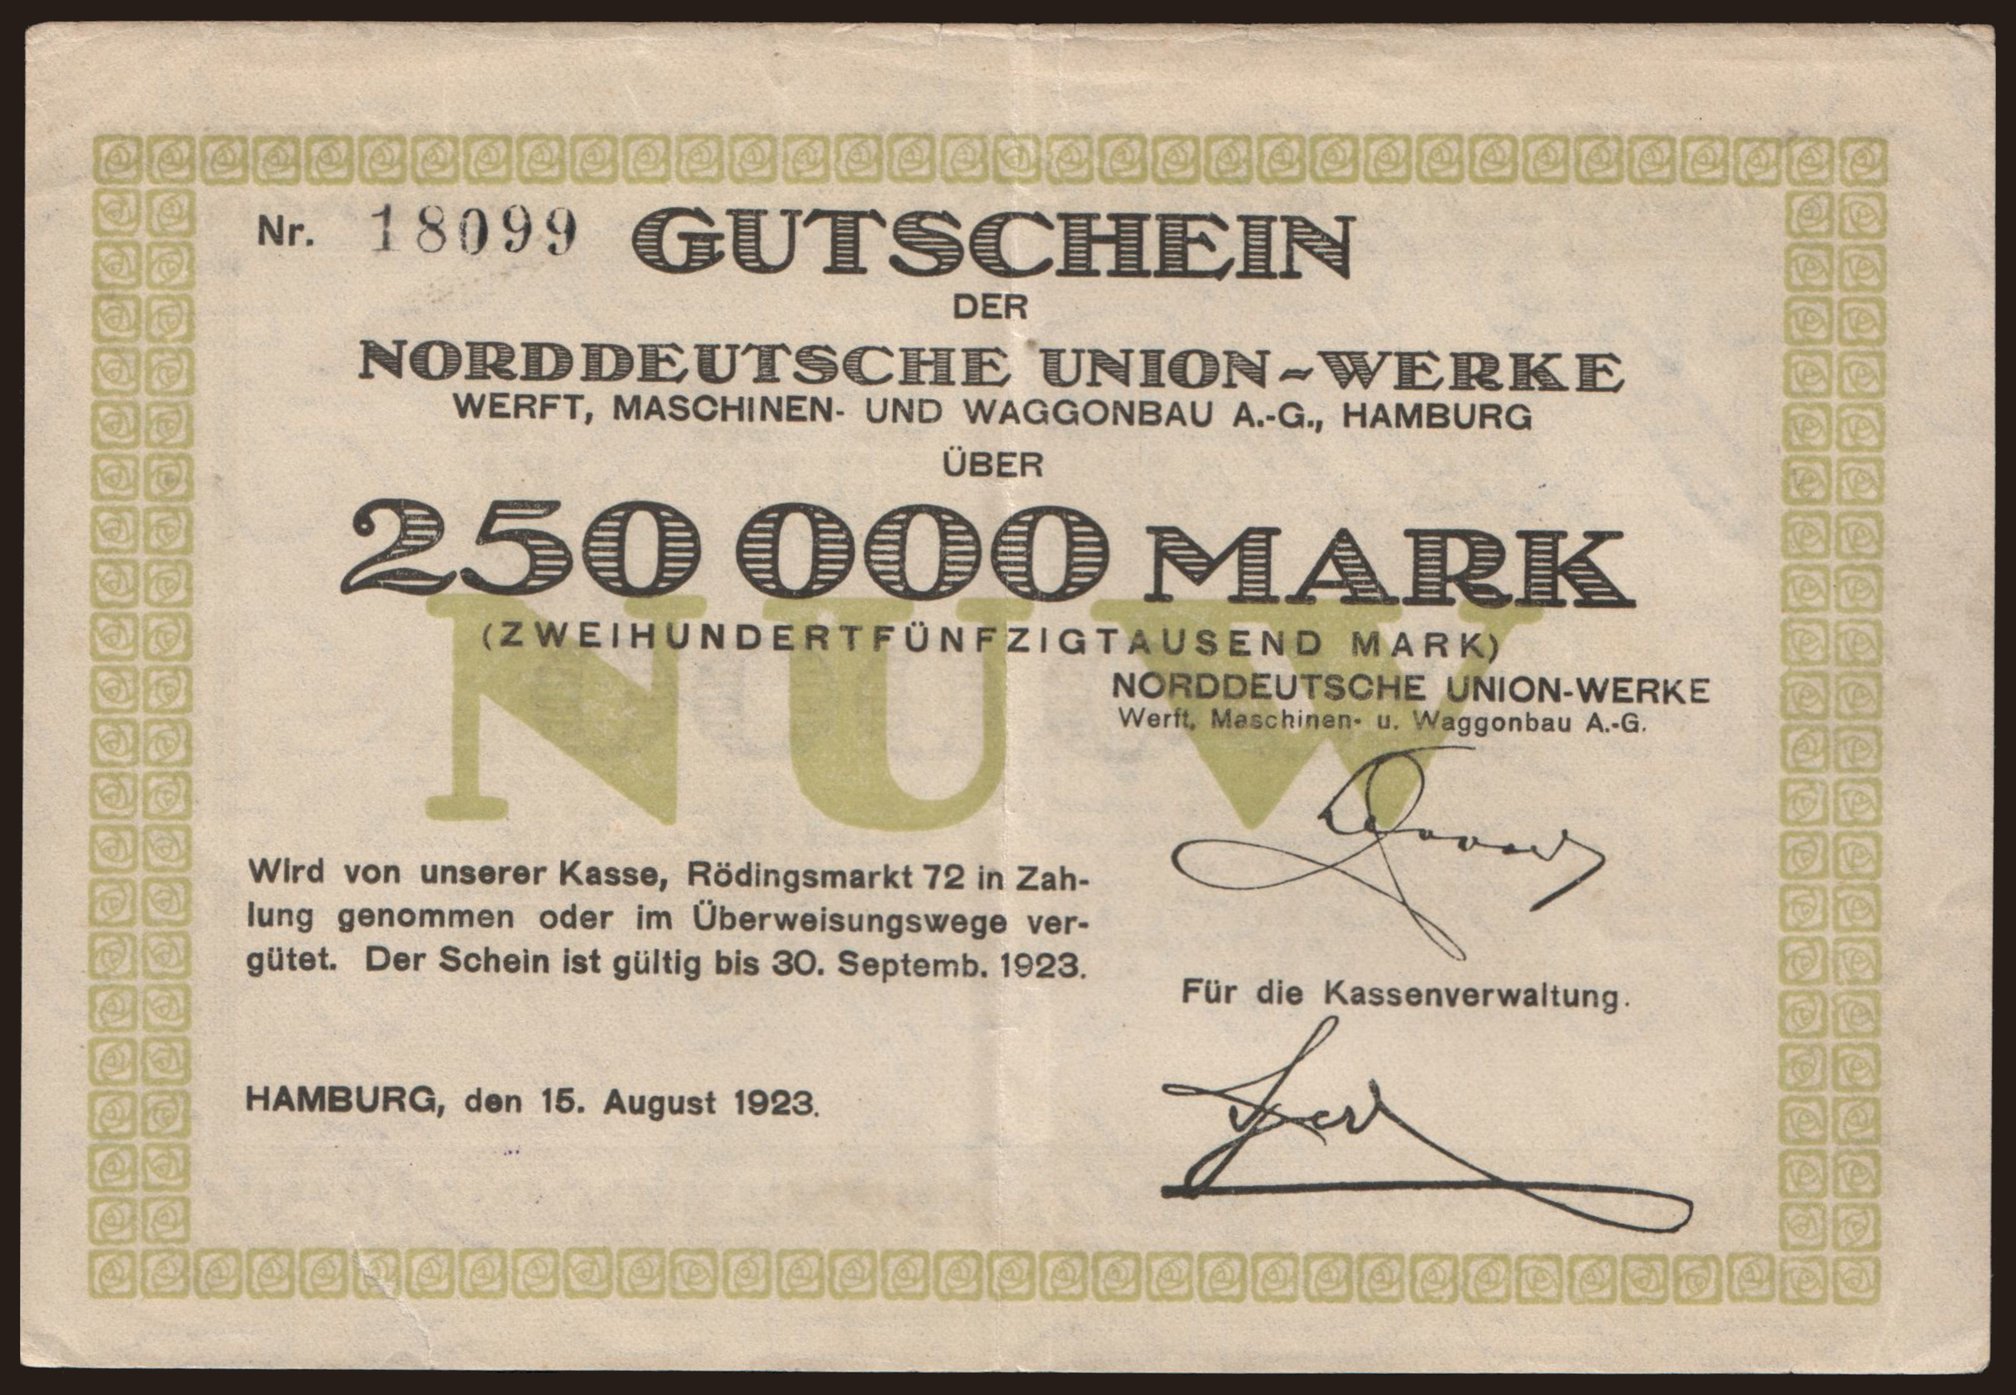 Nr. 18099 GUTSCHEIN
DER
NORDDEUTSCHE UNION-WERKE
WERFT, MASCHINEN- UND WAGGONBAU A.-G., HAMBURG
ÜBER
250 000 MARK
NUW
(ZWEIHUNDERTFÜNFZIGTAUSEND MARK)
NORDDEUTSCHE UNION-WERKE
Werft, Maschinen- u. Waggonbau A.-G.
Wird von unserer Kasse, Rödingsmarkt 72 in Zah-
lung genommen oder im Überweisungswege ver-
gütet. Der Schein ist gültig bis 30. Septemb. 1923.
Für die Kassenverwaltung.
HAMBURG, den 15. August 1923.